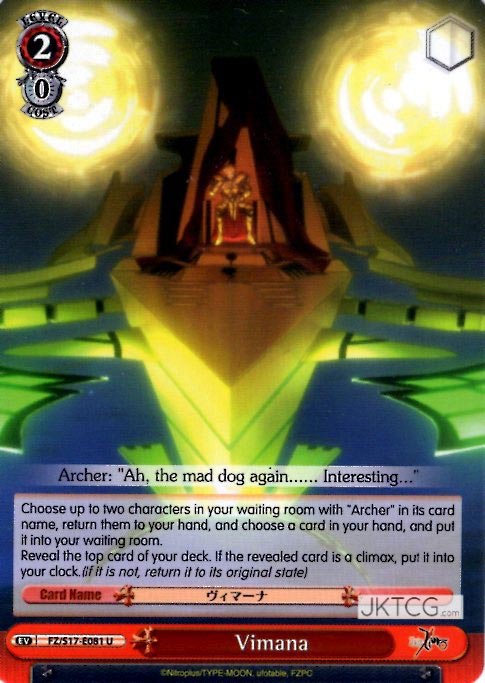 LEVEL
2
0
COST
Archer: "Ah, the mad dog again...... Interesting..."
Choose up to two characters in your waiting room with "Archer" in its card
name, return them to your hand, and choose a card in your hand, and put
it into your waiting room.
Reveal the top card of your deck. If the revealed card is a climax, put it into
your clock.(if it is not, return it to its original state)
Card Name
ヴィマーナ
JKTCG.com
EV
FZ/S17-E081 U
Vimana
©Nitroplus/TYPE-MOON, ufotable, FZPC